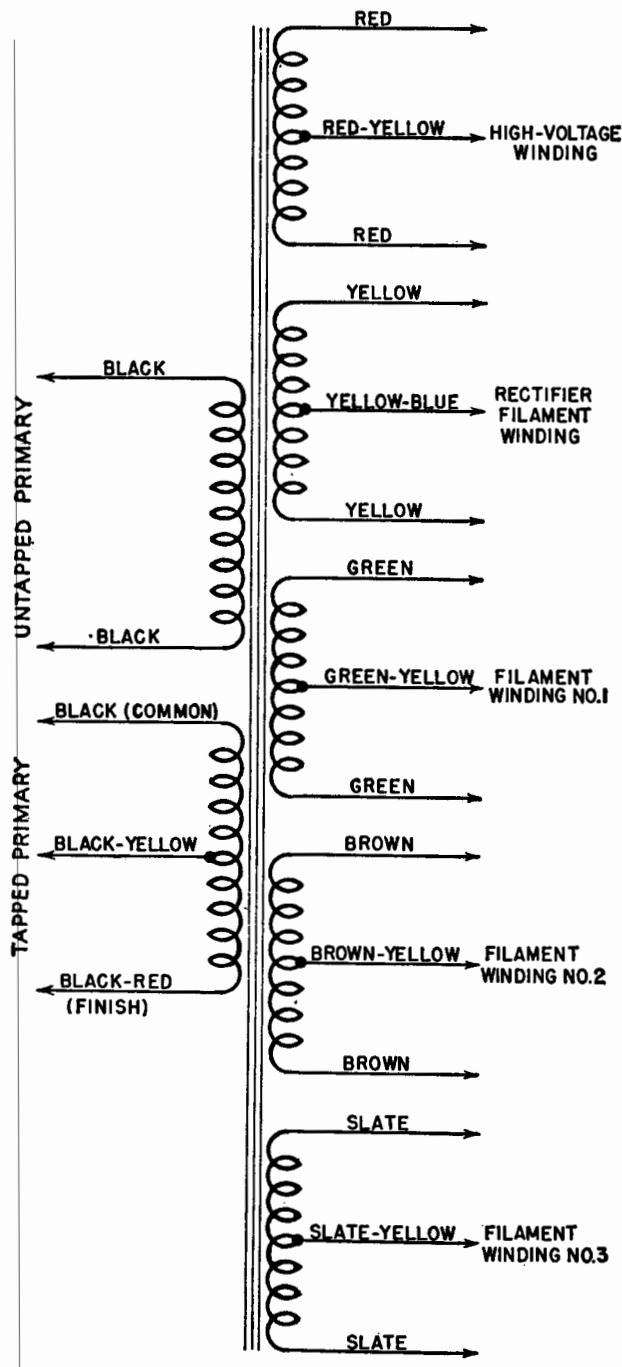 RED
RED-YELLOW
HIGH-VOLTAGE
WINDING
RED
YELLOW
YELLOW-BLUE
RECTIFIER
FILAMENT
WINDING
YELLOW
GREEN
GREEN-YELLOW
FILAMENT
WINDING NO.1
GREEN
BROWN
BROWN-YELLOW
FILAMENT
WINDING NO.2
BROWN
SLATE
SLATE-YELLOW
FILAMENT
WINDING NO.3
SLATE
UNTAPPED PRIMARY
BLACK
BLACK
TAPPED PRIMARY
BLACK (COMMON)
BLACK-YELLOW
BLACK-RED
(FINISH)